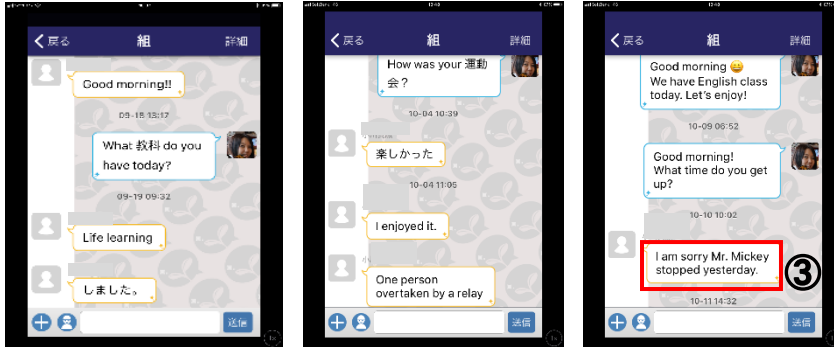 戻る
組
詳細
Good morning!!
09-18 13:17
What 教科 do you
have today?
09-19 09:32
Life learning
しました。
送信
戻る
組
詳細
How was your 運動
会?
10-04 10:39
楽しかった
10-04 11:05
I enjoyed it.
One person
overtaken by a relay
送信
戻る
組
詳細
Good morning 😄
We have English class
today. Let's enjoy!
10-09 06:52
Good morning!
What time do you get
up?
10-10 10:02
I am sorry Mr. Mickey
stopped yesterday.
③
10-11 14:32
送信